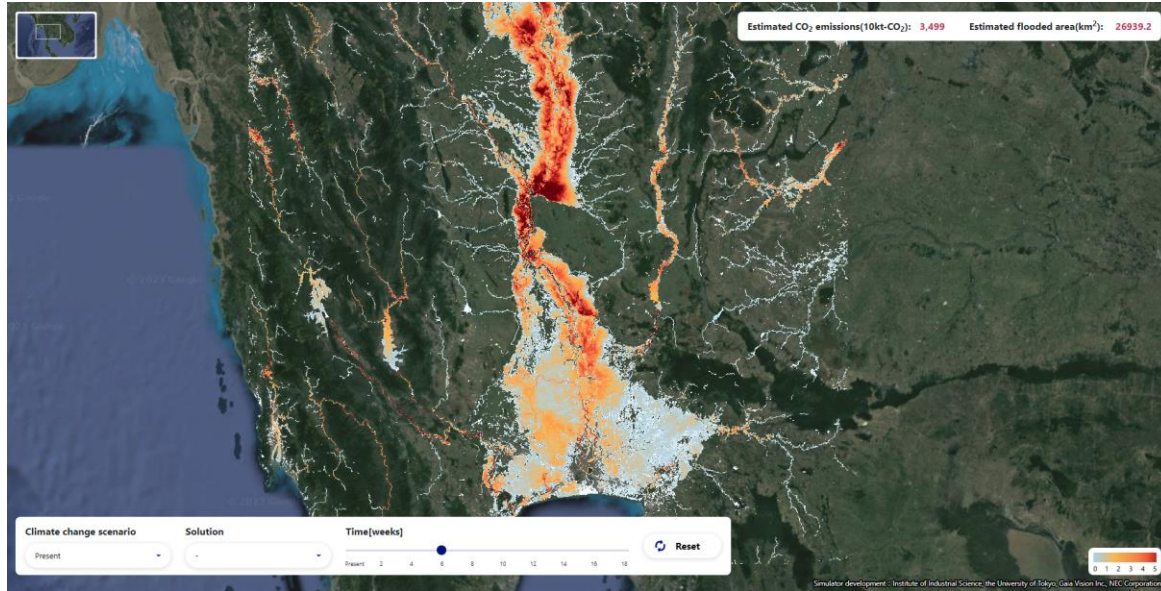 Estimated CO₂ emissions(10kt-CO₂): 3,499 Estimated flooded area(km²): 26939.2
Climate change scenario Solution Time[weeks]
Present - Reset
Present 2 4 6 8 10 12 14 16 18
0 1 2 3 4 5
Simulator development : Institute of Industrial Science, the University of Tokyo, Gaia Vision Inc., NEC Corporation